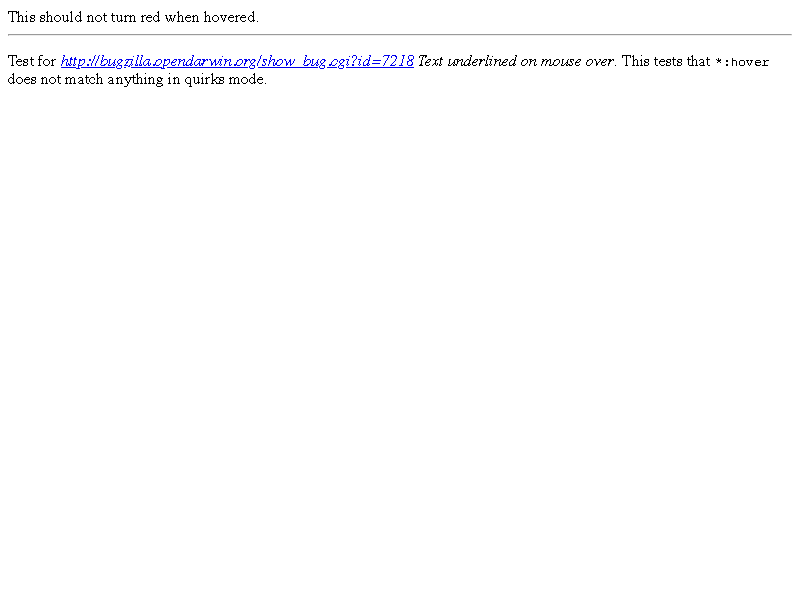 This should not turn red when hovered.
Test for http://bugzilla.opendarwin.org/show_bug.cgi?id=7218 Text underlined on mouse over. This tests that *:hover
does not match anything in quirks mode.